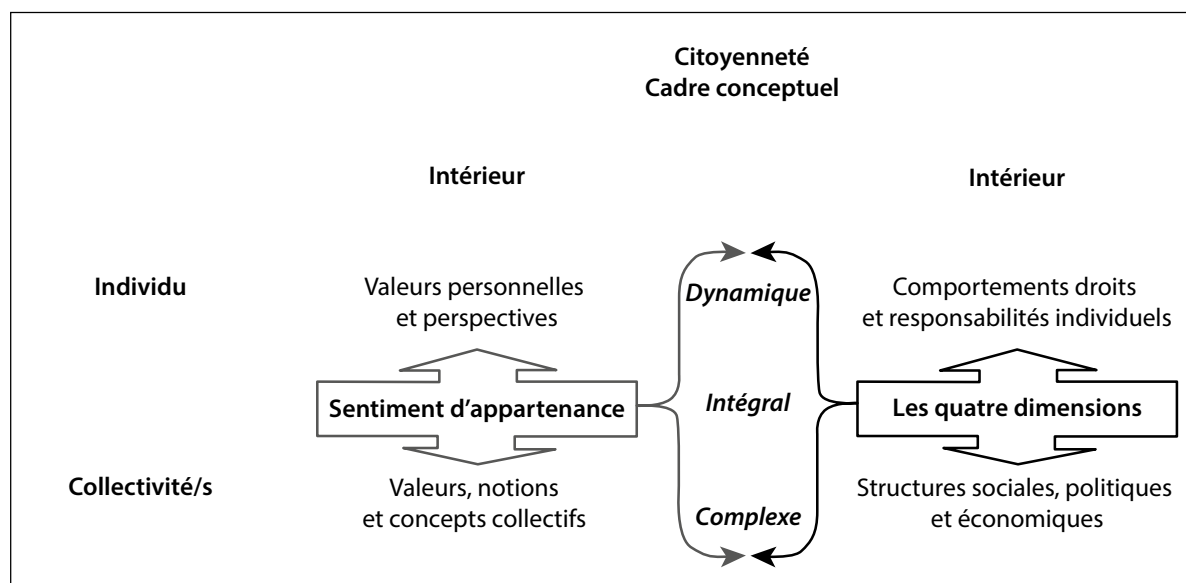 Citoyenneté
Cadre conceptuel
Intérieur
Intérieur
Individu
Valeurs personnelles
et perspectives
Dynamique
Comportements droits
et responsabilités individuels
Sentiment d’appartenance
Intégral
Les quatre dimensions
Collectivité/s
Valeurs, notions
et concepts collectifs
Complexe
Structures sociales, politiques
et économiques